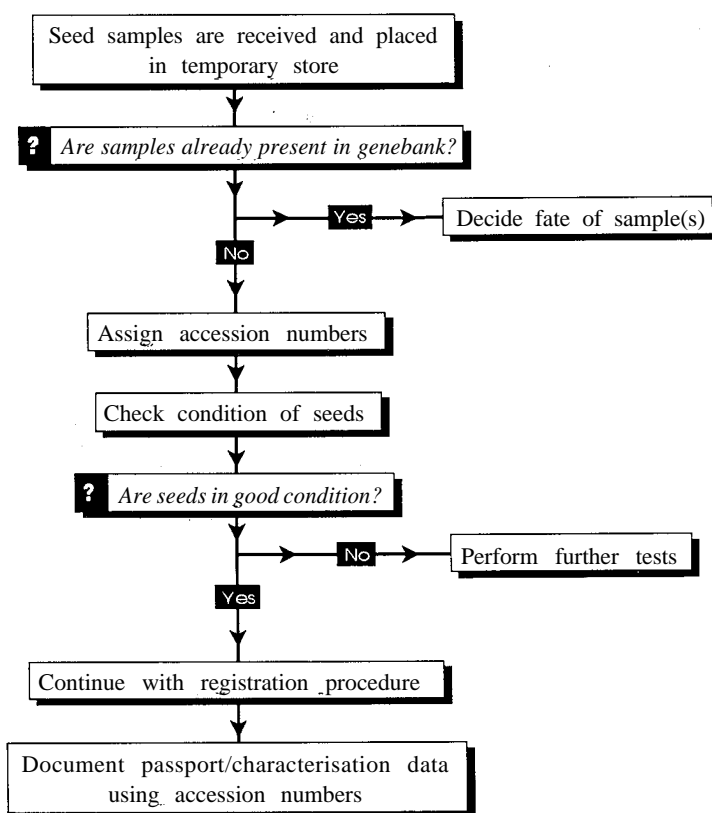 Seed samples are received and placed
in temporary store
? Are samples already present in genebank?
Yes
Decide fate of sample(s)
No
Assign accession numbers
Check condition of seeds
? Are seeds in good condition?
No
Perform further tests
Yes
Continue with registration procedure
Document passport/characterisation data
using accession numbers